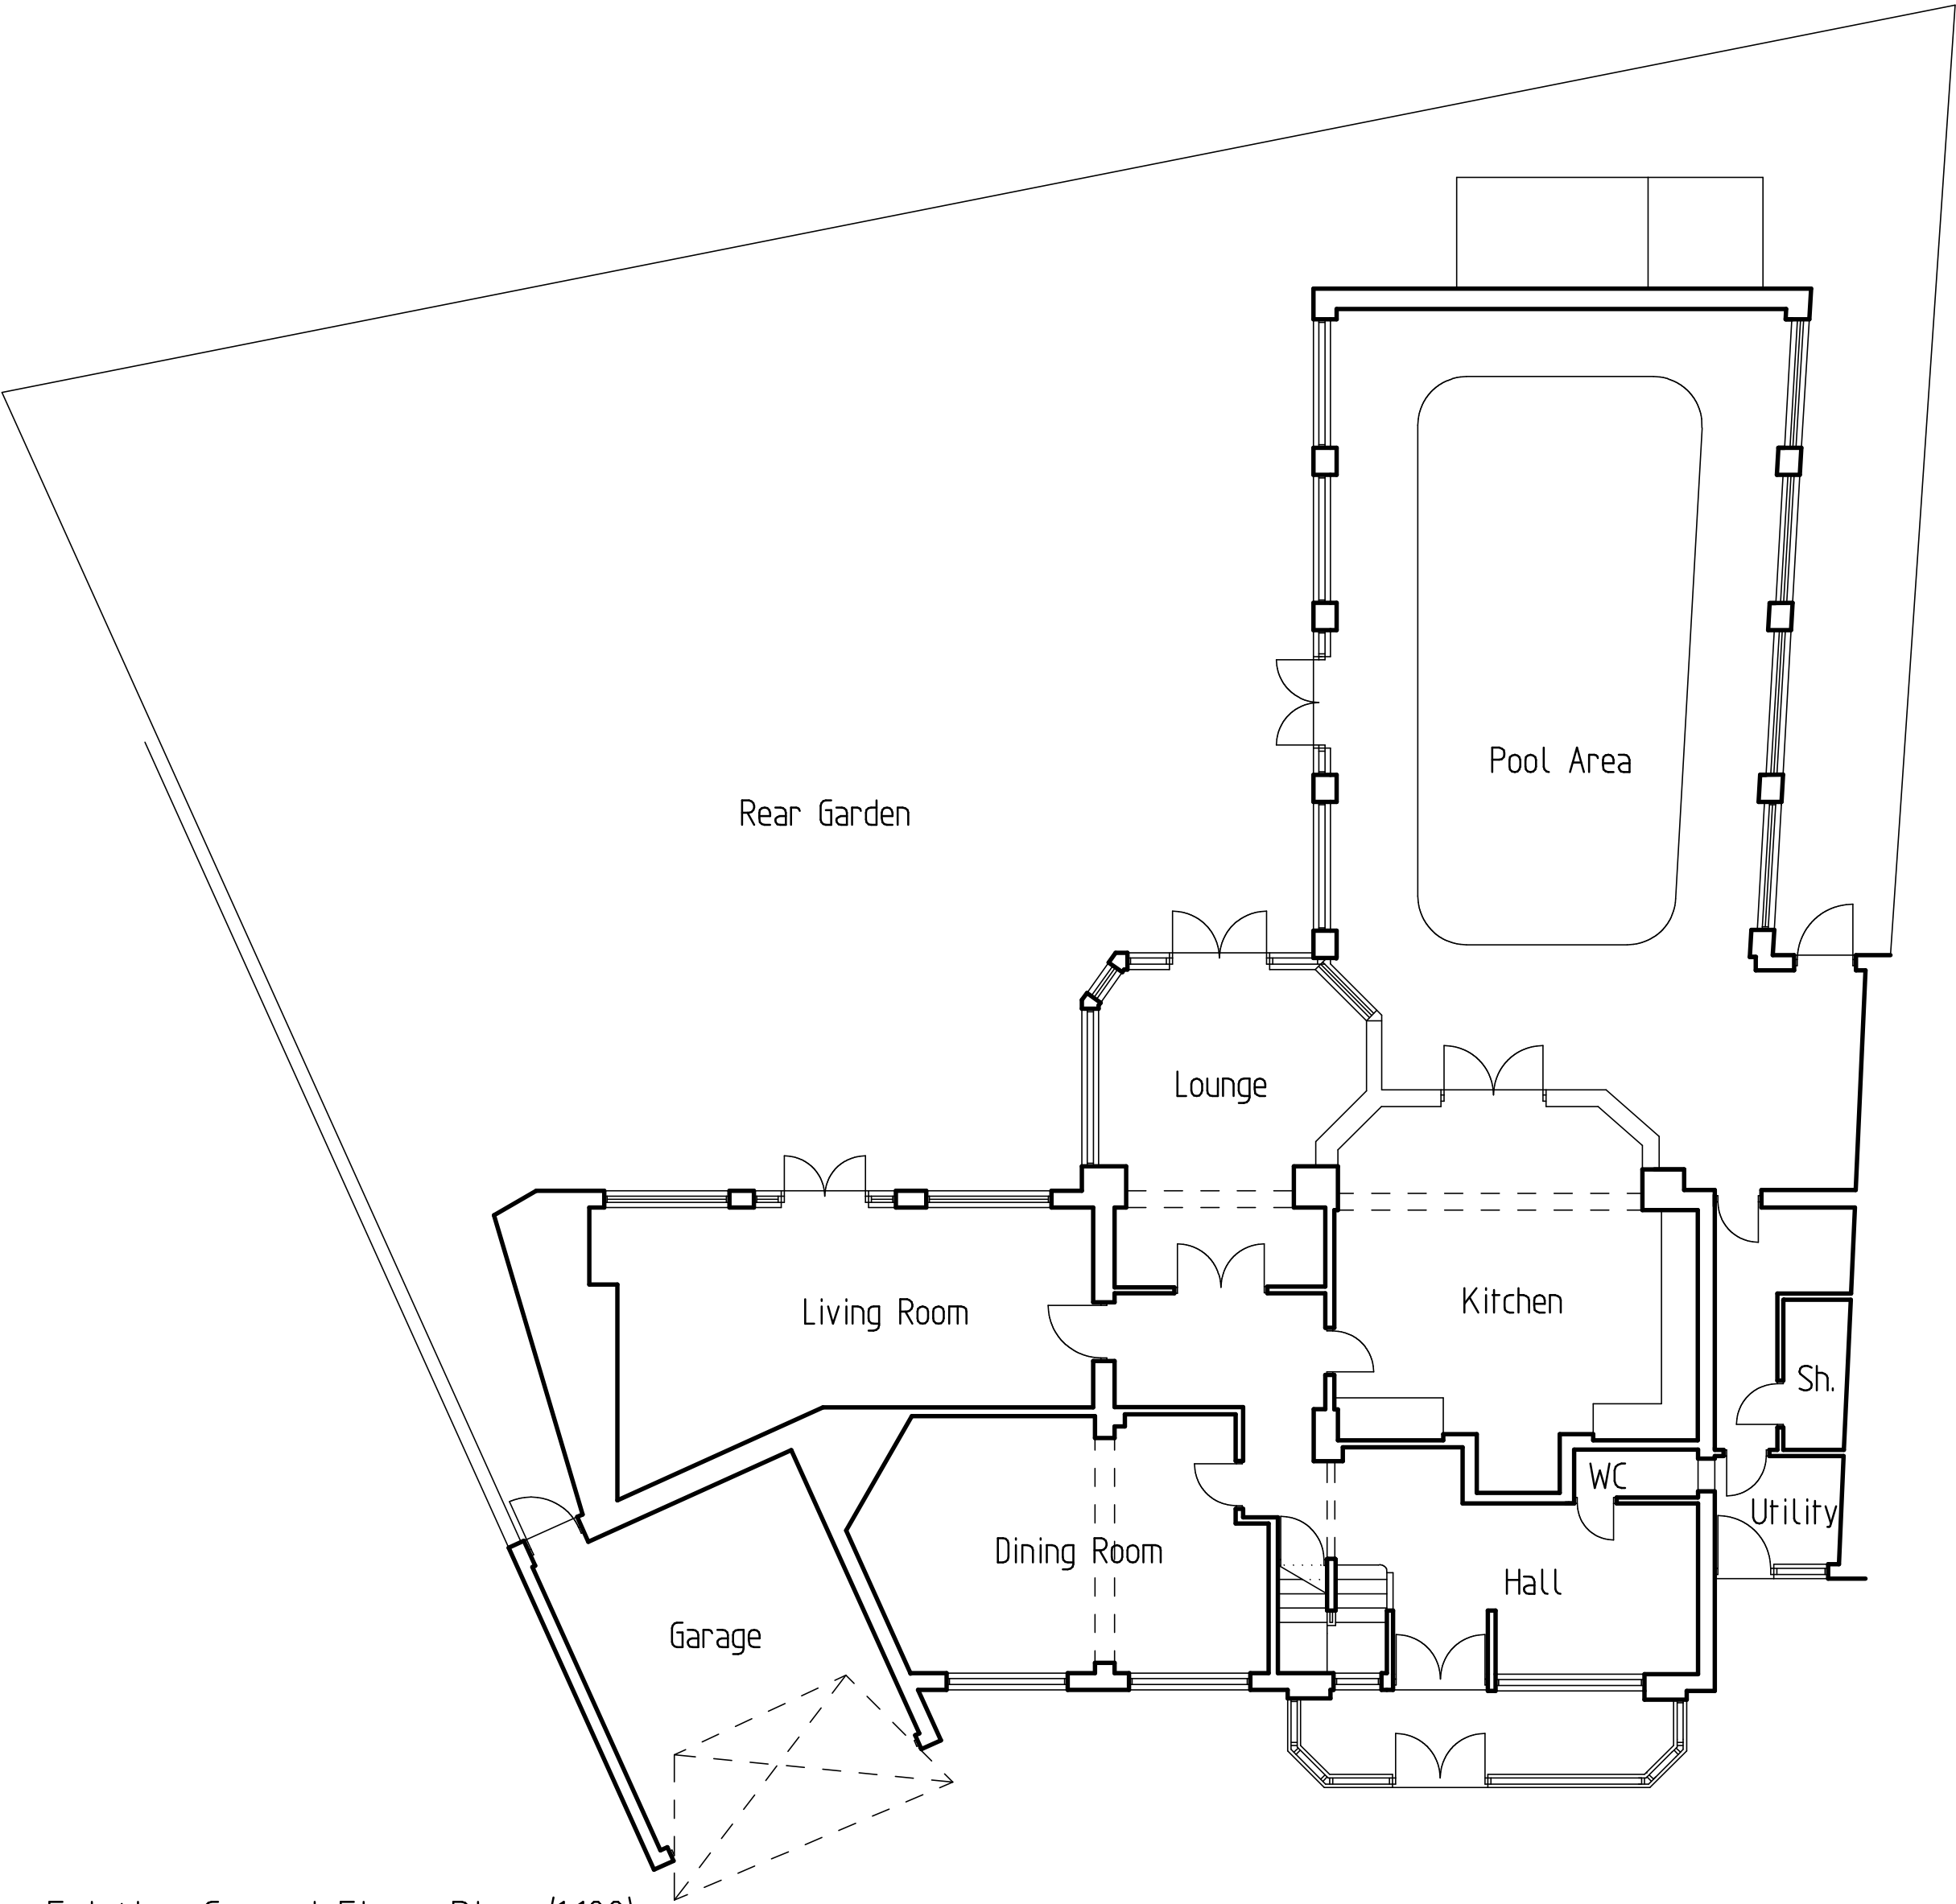 Pool Area
Rear Garden
Lounge
Living Room
Kitchen
Sh.
WC
Utility
Dining Room
Hall
Garage